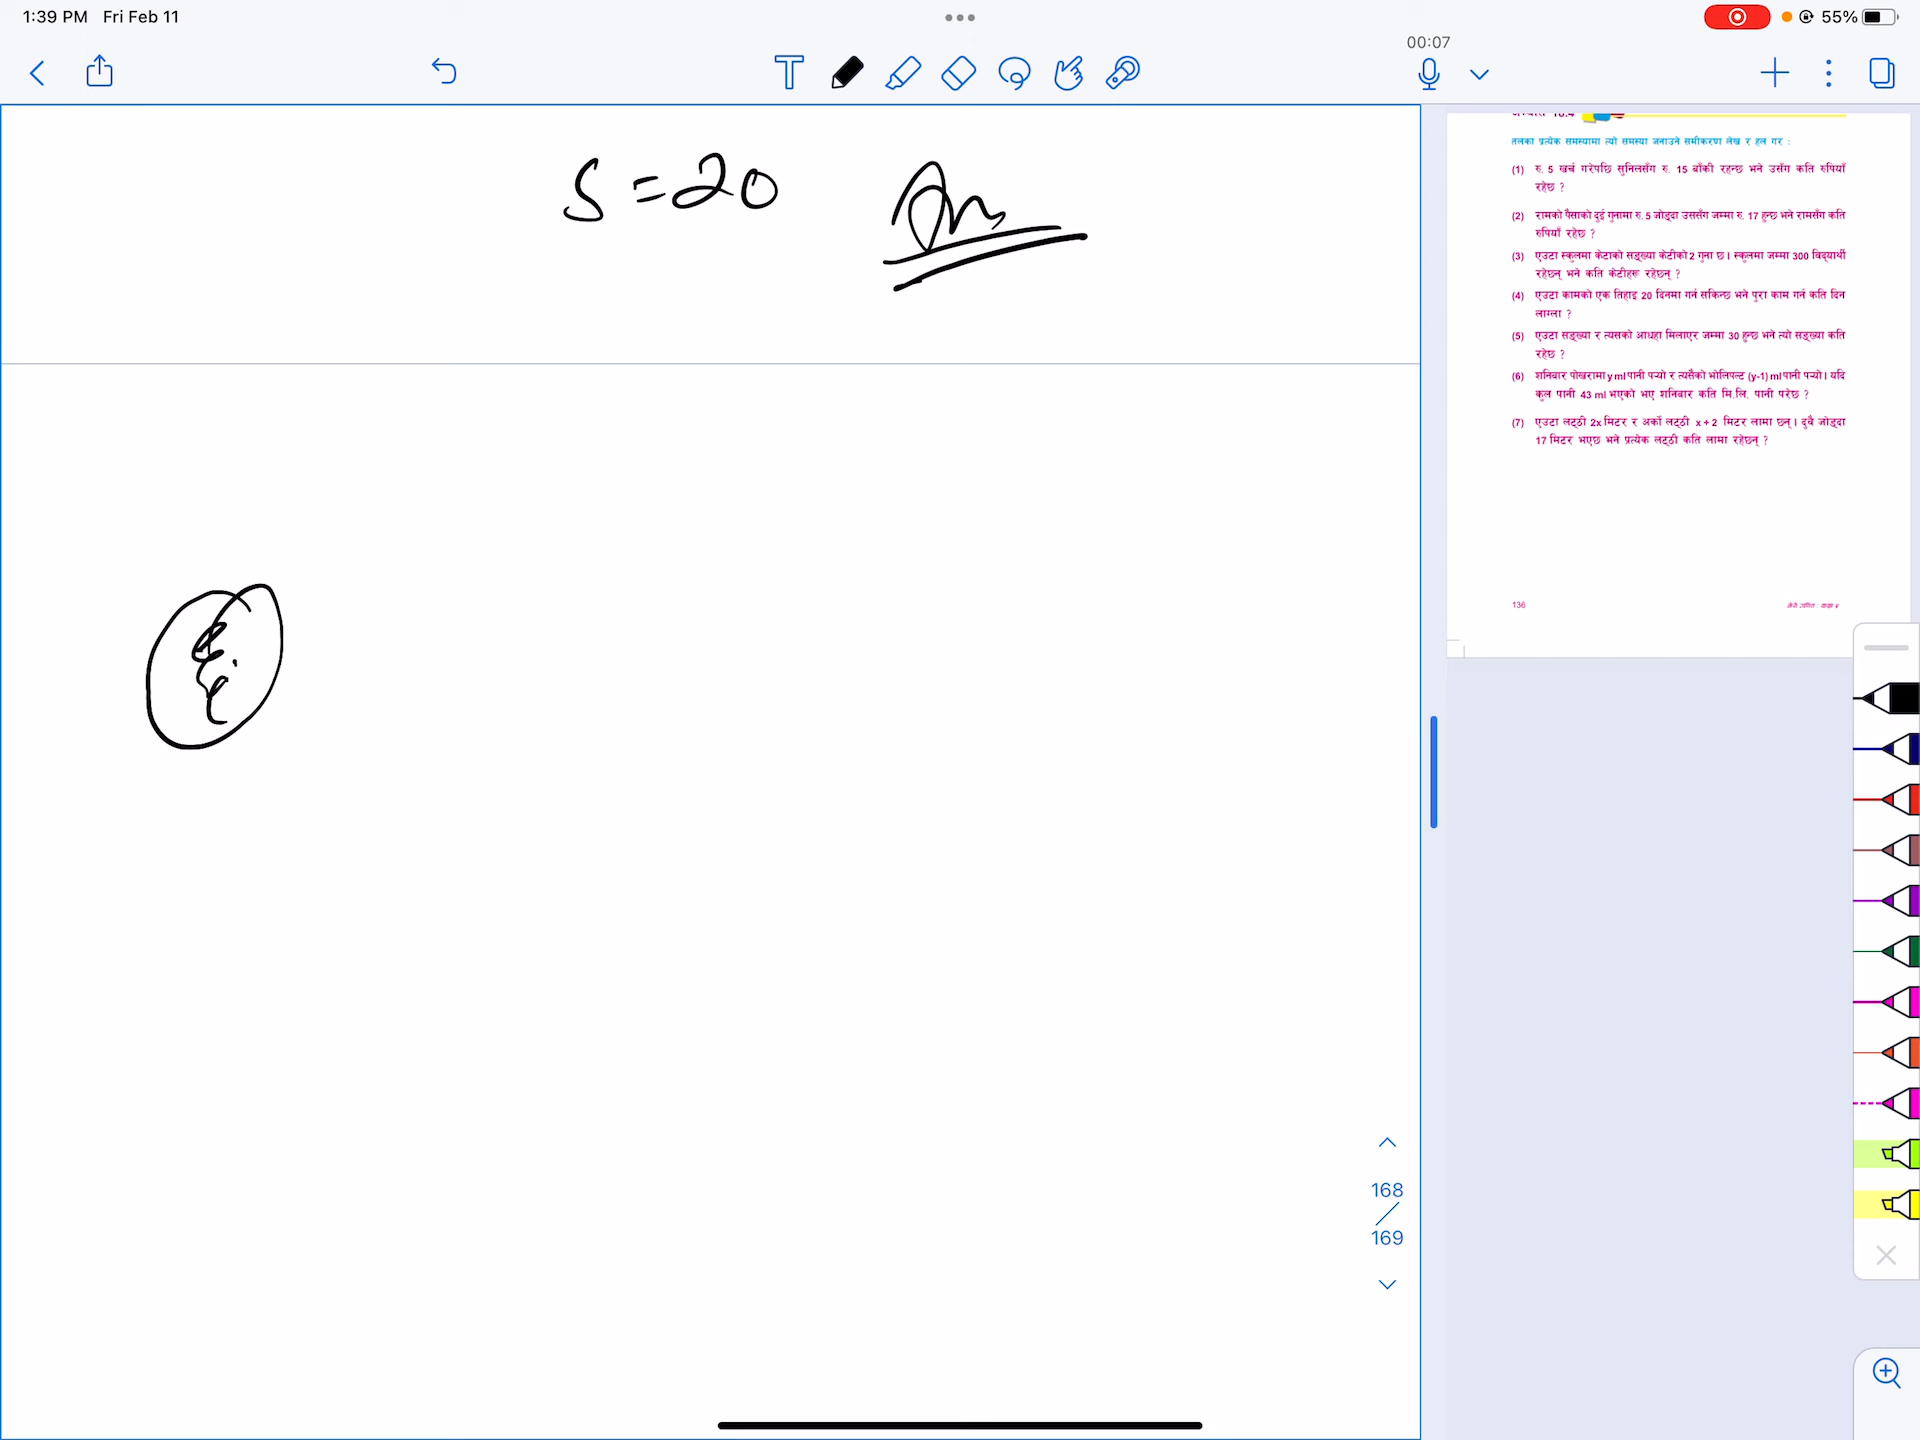 1:39 PM Fri Feb 11
55%
00:07
S = 20 Ans
तलका प्रत्येक समस्यामा त्यो समस्या जनाउने समीकरण लेख र हल गर :
(1) रु. 5 खर्च गरेपछि सुनिलसँग रु. 15 बाँकी रहन्छ भने उसँग कति रुपियाँ
रहेछ ?
(2) रामको पैसाको दुई गुनामा रु. 5 जोड्दा उससँग जम्मा रु. 17 हुन्छ भने रामसँग कति
रुपियाँ रहेछ ?
(3) एउटा स्कुलमा केटाको सङ्ख्या केटीको 2 गुना छ। स्कुलमा जम्मा 300 विद्यार्थी
रहेछन् भने कति केटीहरू रहेछन् ?
(4) एउटा कामको एक तिहाइ 20 दिनमा गर्न सकिन्छ भने पुरा काम गर्न कति दिन
लाग्ला ?
(5) एउटा सङ्ख्या र त्यसको आधा मिलाएर जम्मा 30 हुन्छ भने त्यो सङ्ख्या कति
रहेछ ?
(6) शनिबार पोखरामा y ml पानी पर्‍यो र त्यसैको भोलिपल्ट (y-1) ml पानी पर्‍यो। यदि
कुल पानी 43 ml भएको भए शनिबार कति मि.लि. पानी परेछ ?
(7) एउटा लट्ठी 2x मिटर र अर्को लट्ठी x + 2 मिटर लामा छन्। दुवै जोड्दा
17 मिटर भएछ भने प्रत्येक लट्ठी कति लामा रहेछन् ?
136
168
169